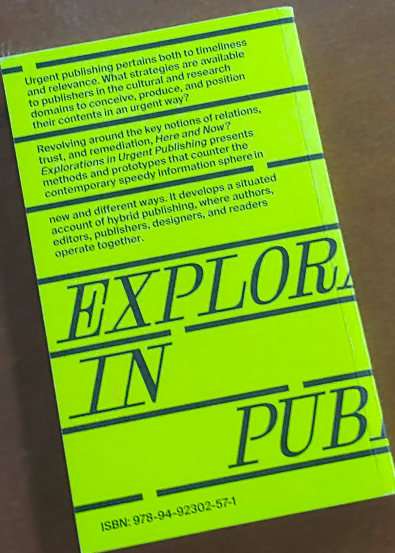 Urgent publishing pertains both to timeliness
and relevance. What strategies are available
to publishers in the cultural and research
domains to conceive, produce, and position
their contents in an urgent way?
Revolving around the key notions of relations,
trust, and remediation, Here and Now?
Explorations in Urgent Publishing presents
methods and prototypes that counter the
contemporary speedy information sphere in
new and different ways. It develops a situated
account of hybrid publishing, where authors,
editors, publishers, designers, and readers
operate together.
EXPLORA
IN
PUB
ISBN: 978-94-92302-57-1